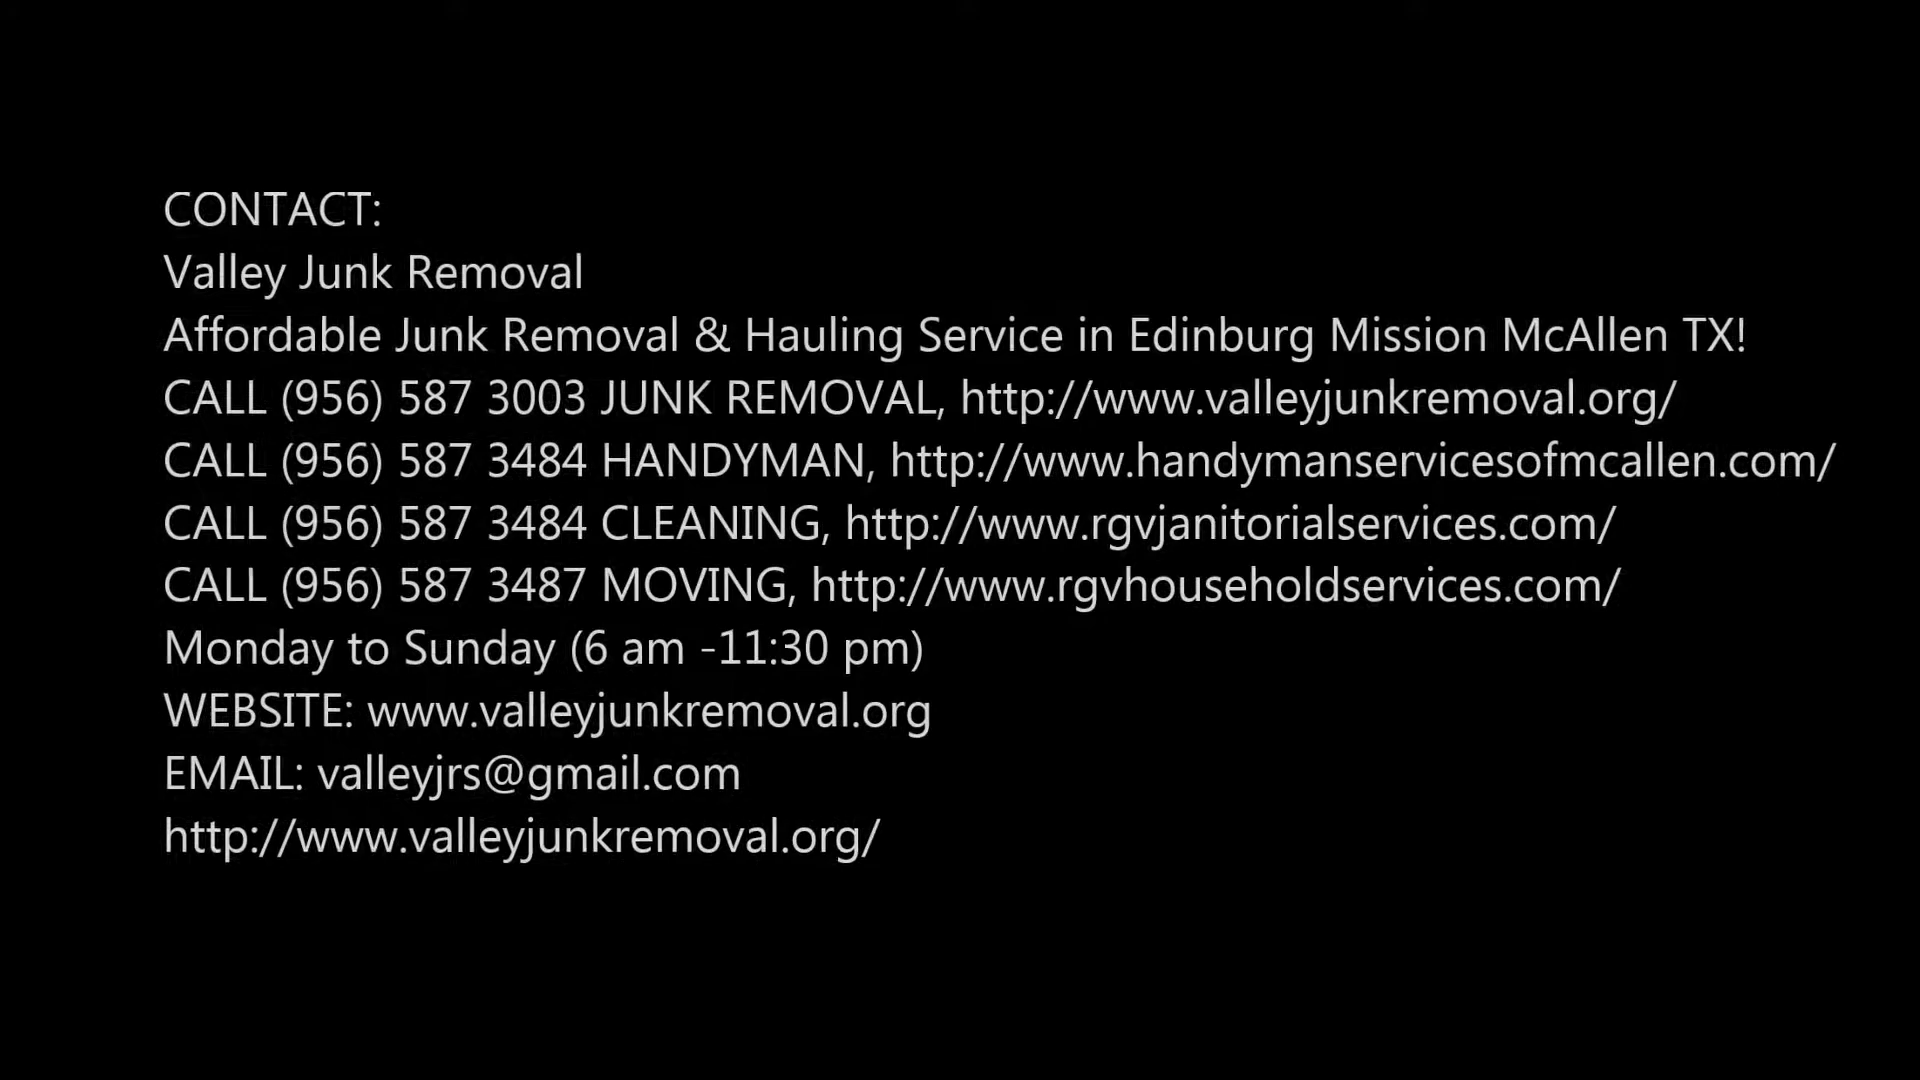 CONTACT:
Valley Junk Removal
Affordable Junk Removal & Hauling Service in Edinburg Mission McAllen TX!
CALL (956) 587 3003 JUNK REMOVAL, http://www.valleyjunkremoval.org/
CALL (956) 587 3484 HANDYMAN, http://www.handymanservicesofmcallen.com/
CALL (956) 587 3484 CLEANING, http://www.rgvjanitorialservices.com/
CALL (956) 587 3487 MOVING, http://www.rgvhouseholdservices.com/
Monday to Sunday (6 am -11:30 pm)
WEBSITE: www.valleyjunkremoval.org
EMAIL: valleyjrs@gmail.com
http://www.valleyjunkremoval.org/